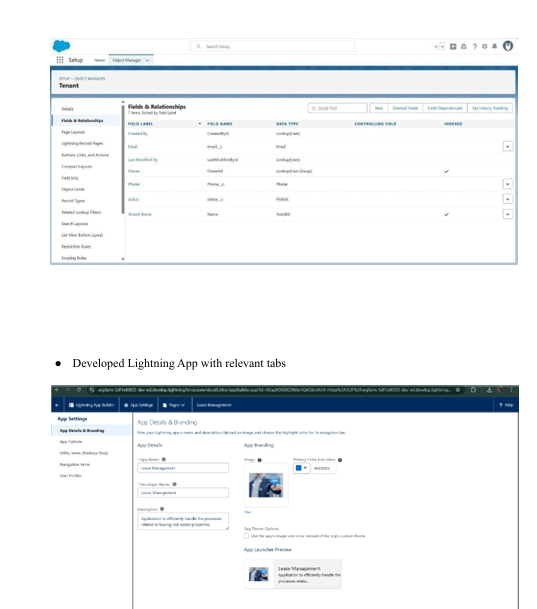 Search Setup
Setup Home Object Manager
SETUP > OBJECT MANAGER
Tenant
Details
Fields & Relationships
Page Layouts
Lightning Record Pages
Buttons, Links, and Actions
Compact Layouts
Field Sets
Object Limits
Record Types
Related Lookup Filters
Search Layouts
List View Button Layout
Restriction Rules
Scoping Rules
Fields & Relationships
7 Items, Sorted by Field Label
Quick Find New Deleted Fields Field Dependencies Set History Tracking
FIELD LABEL FIELD NAME DATA TYPE CONTROLLING FIELD INDEXED
Created By CreatedById Lookup(User)
Email Email__c Email
Last Modified By LastModifiedById Lookup(User)
Owner OwnerId Lookup(User,Group)
Phone Phone__c Phone
status status__c Picklist
Tenant Name Name Text(80)
● Developed Lightning App with relevant tabs
Lightning App Builder App Settings Pages Lease Management ? Help
App Settings
App Details & Branding
App Options
Utility Items (Desktop Only)
Navigation Items
User Profiles
App Details & Branding
Give your Lightning app a name and description. Upload an image and choose the highlight color for its navigation bar.
App Details
* App Name
Lease Management
* Developer Name
Lease_Management
Description
Application to efficiently handle the processes
related to leasing real estate properties.
App Branding
Image Primary Color Hex Value
Org Theme Options
Use the app's image and color instead of the org's custom theme
App Launcher Preview
Lease Management
Application to efficiently handle the
processes relate...